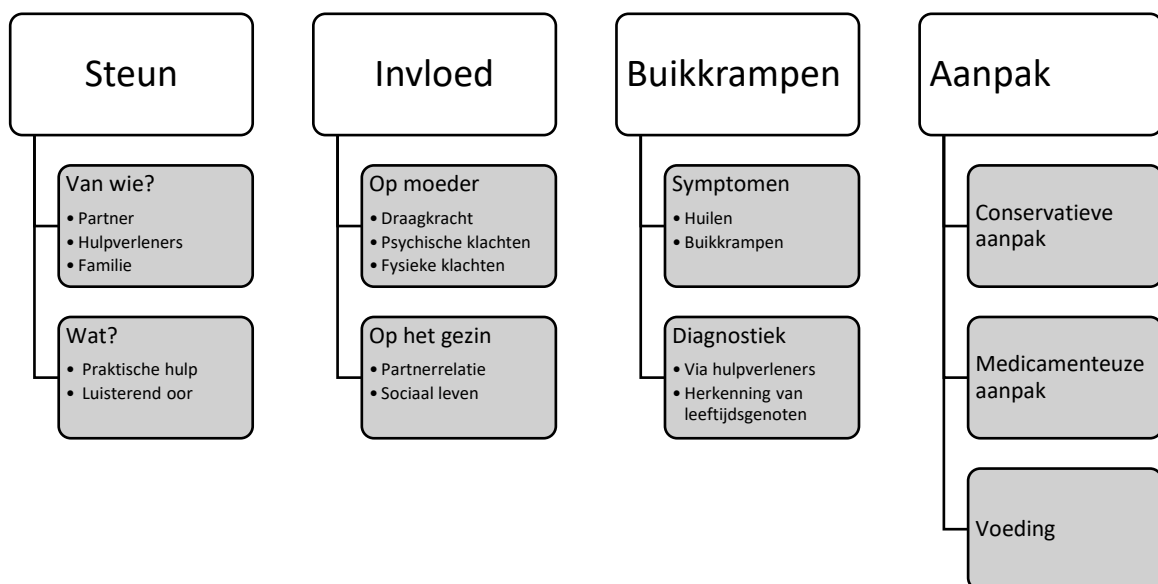 Steun
Van wie?
• Partner
• Hulpverleners
• Familie
Wat?
• Praktische hulp
• Luisterend oor
Invloed
Op moeder
• Draagkracht
• Psychische klachten
• Fysieke klachten
Op het gezin
• Partnerrelatie
• Sociaal leven
Buikkrampen
Symptomen
• Huilen
• Buikkrampen
Diagnostiek
• Via hulpverleners
• Herkenning van
leeftijdsgenoten
Aanpak
Conservatieve
aanpak
Medicamenteuze
aanpak
Voeding